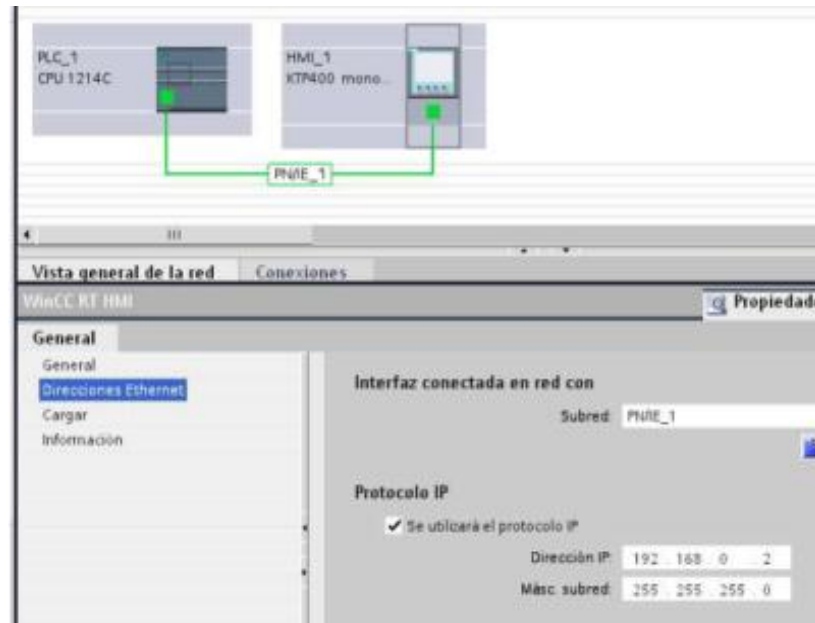 PLC_1
CPU 1214C
HMI_1
KTP400 mono...
PN/IE_1
Vista general de la red
Conexiones
WinCC RT HMI
Propiedade
General
General
Direcciones Ethernet
Cargar
Informacion
Interfaz conectada en red con
Subred: PN/IE_1
Protocolo IP
Se utilizará el protocolo IP
Dirección IP: 192 . 168 . 0 . 2
Másc. subred: 255 . 255 . 255 . 0